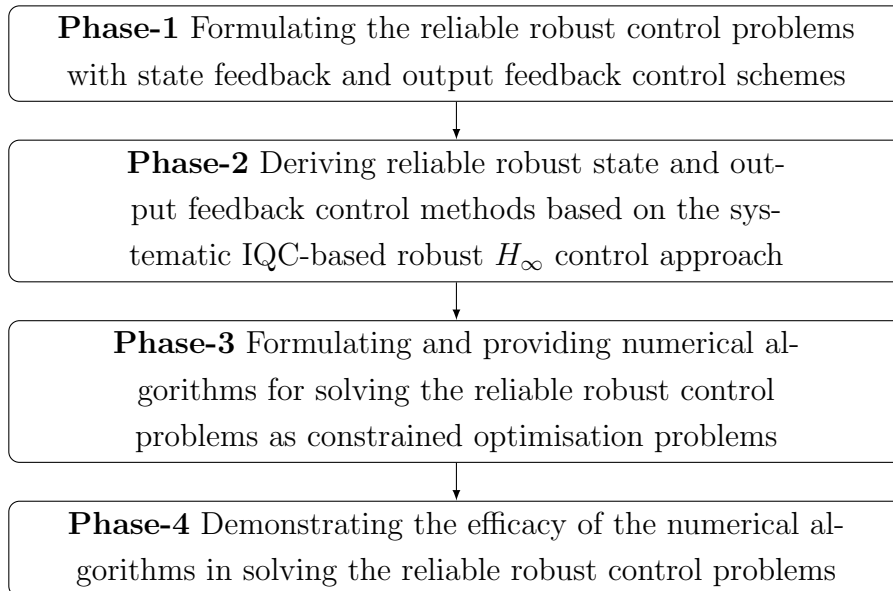 Phase-1 Formulating the reliable robust control problems
with state feedback and output feedback control schemes
Phase-2 Deriving reliable robust state and out-
put feedback control methods based on the sys-
tematic IQC-based robust H∞ control approach
Phase-3 Formulating and providing numerical al-
gorithms for solving the reliable robust control
problems as constrained optimisation problems
Phase-4 Demonstrating the efficacy of the numerical al-
gorithms in solving the reliable robust control problems